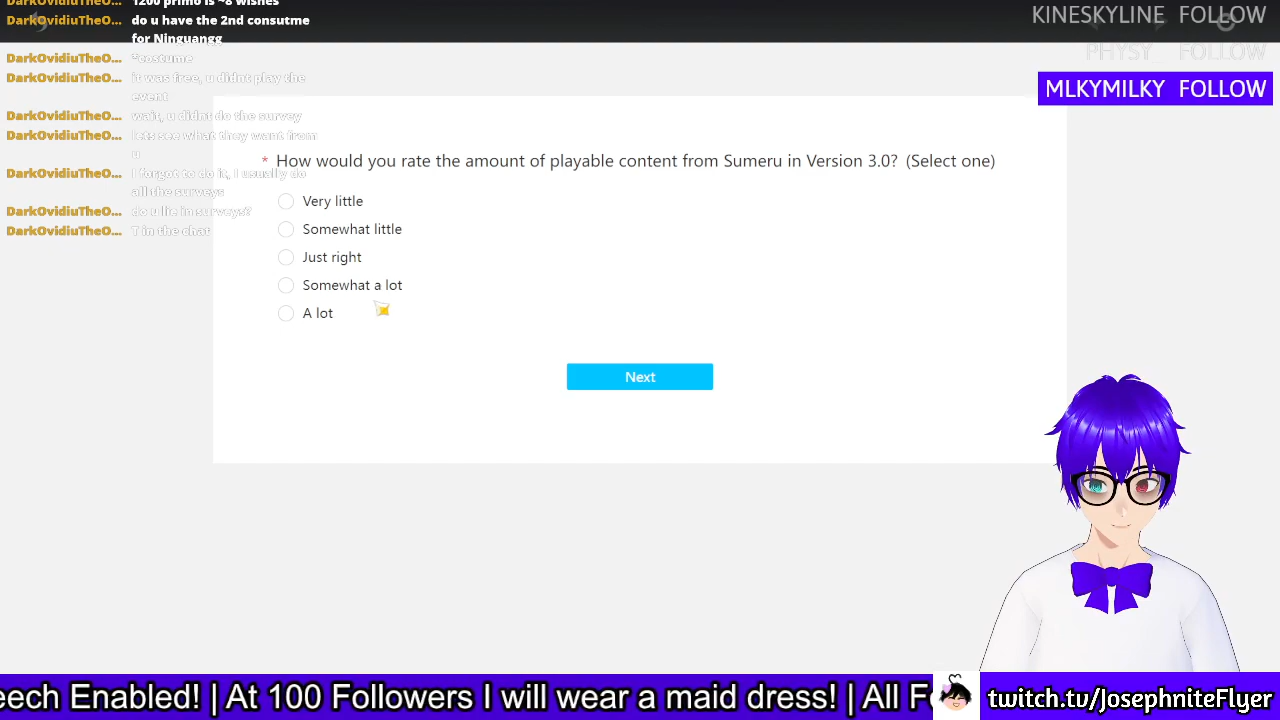 DarkOvidiuTheO... 1200 primo is ~8 wishes
DarkOvidiuTheO... do u have the 2nd consutme
for Ninguangg
DarkOvidiuTheO... *costume
DarkOvidiuTheO... it was free, u didnt play the
event
DarkOvidiuTheO... wait, u didnt do the survey
DarkOvidiuTheO... lets see what they want from
u
DarkOvidiuTheO... I forgot to do it, I usually do
all the surveys
DarkOvidiuTheO... do u lie in surveys?
DarkOvidiuTheO... T in the chat
KINESKYLINE FOLLOW
PHYSY_ FOLLOW
MLKYMILKY FOLLOW
* How would you rate the amount of playable content from Sumeru in Version 3.0? (Select one)
Very little
Somewhat little
Just right
Somewhat a lot
A lot
Next
eech Enabled! | At 100 Followers I will wear a maid dress! | All Fo
twitch.tv/JosephniteFlyer